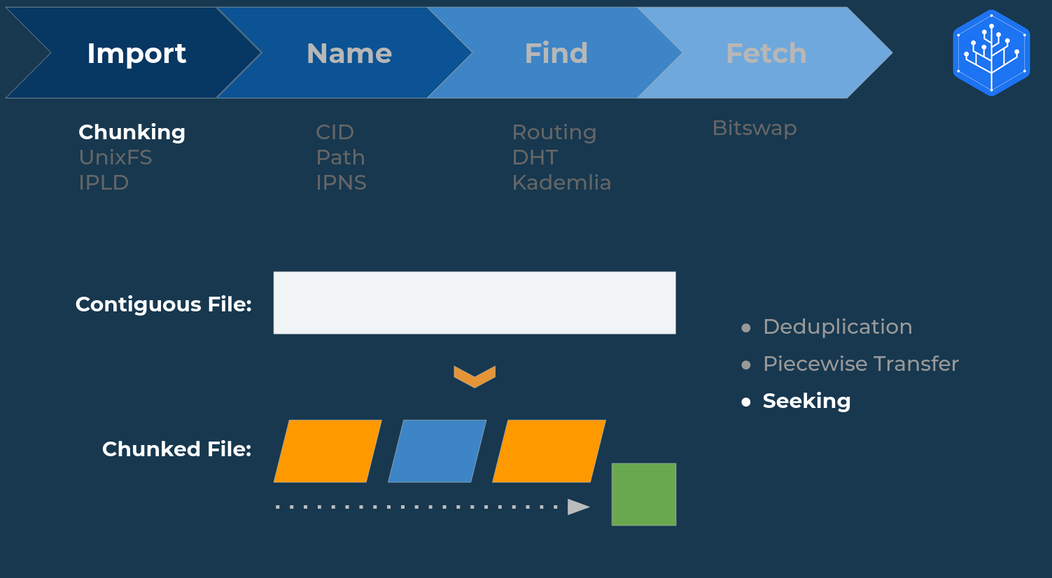 Import
Name
Find
Fetch
Chunking
UnixFS
IPLD
CID
Path
IPNS
Routing
DHT
Kademlia
Bitswap
Contiguous File:
Chunked File:
● Deduplication
● Piecewise Transfer
● Seeking